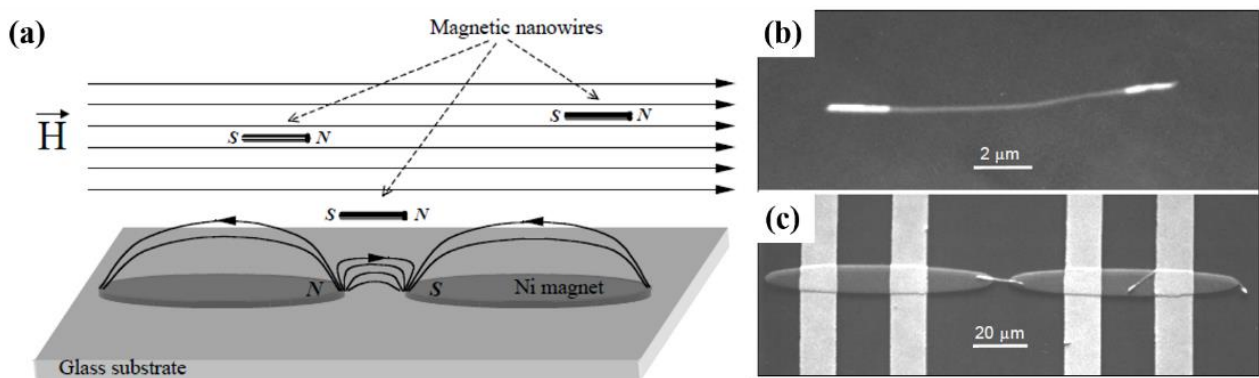 (a)
Magnetic nanowires
H
S N
S N
S N
N S Ni magnet
Glass substrate
(b)
2 μm
(c)
20 μm